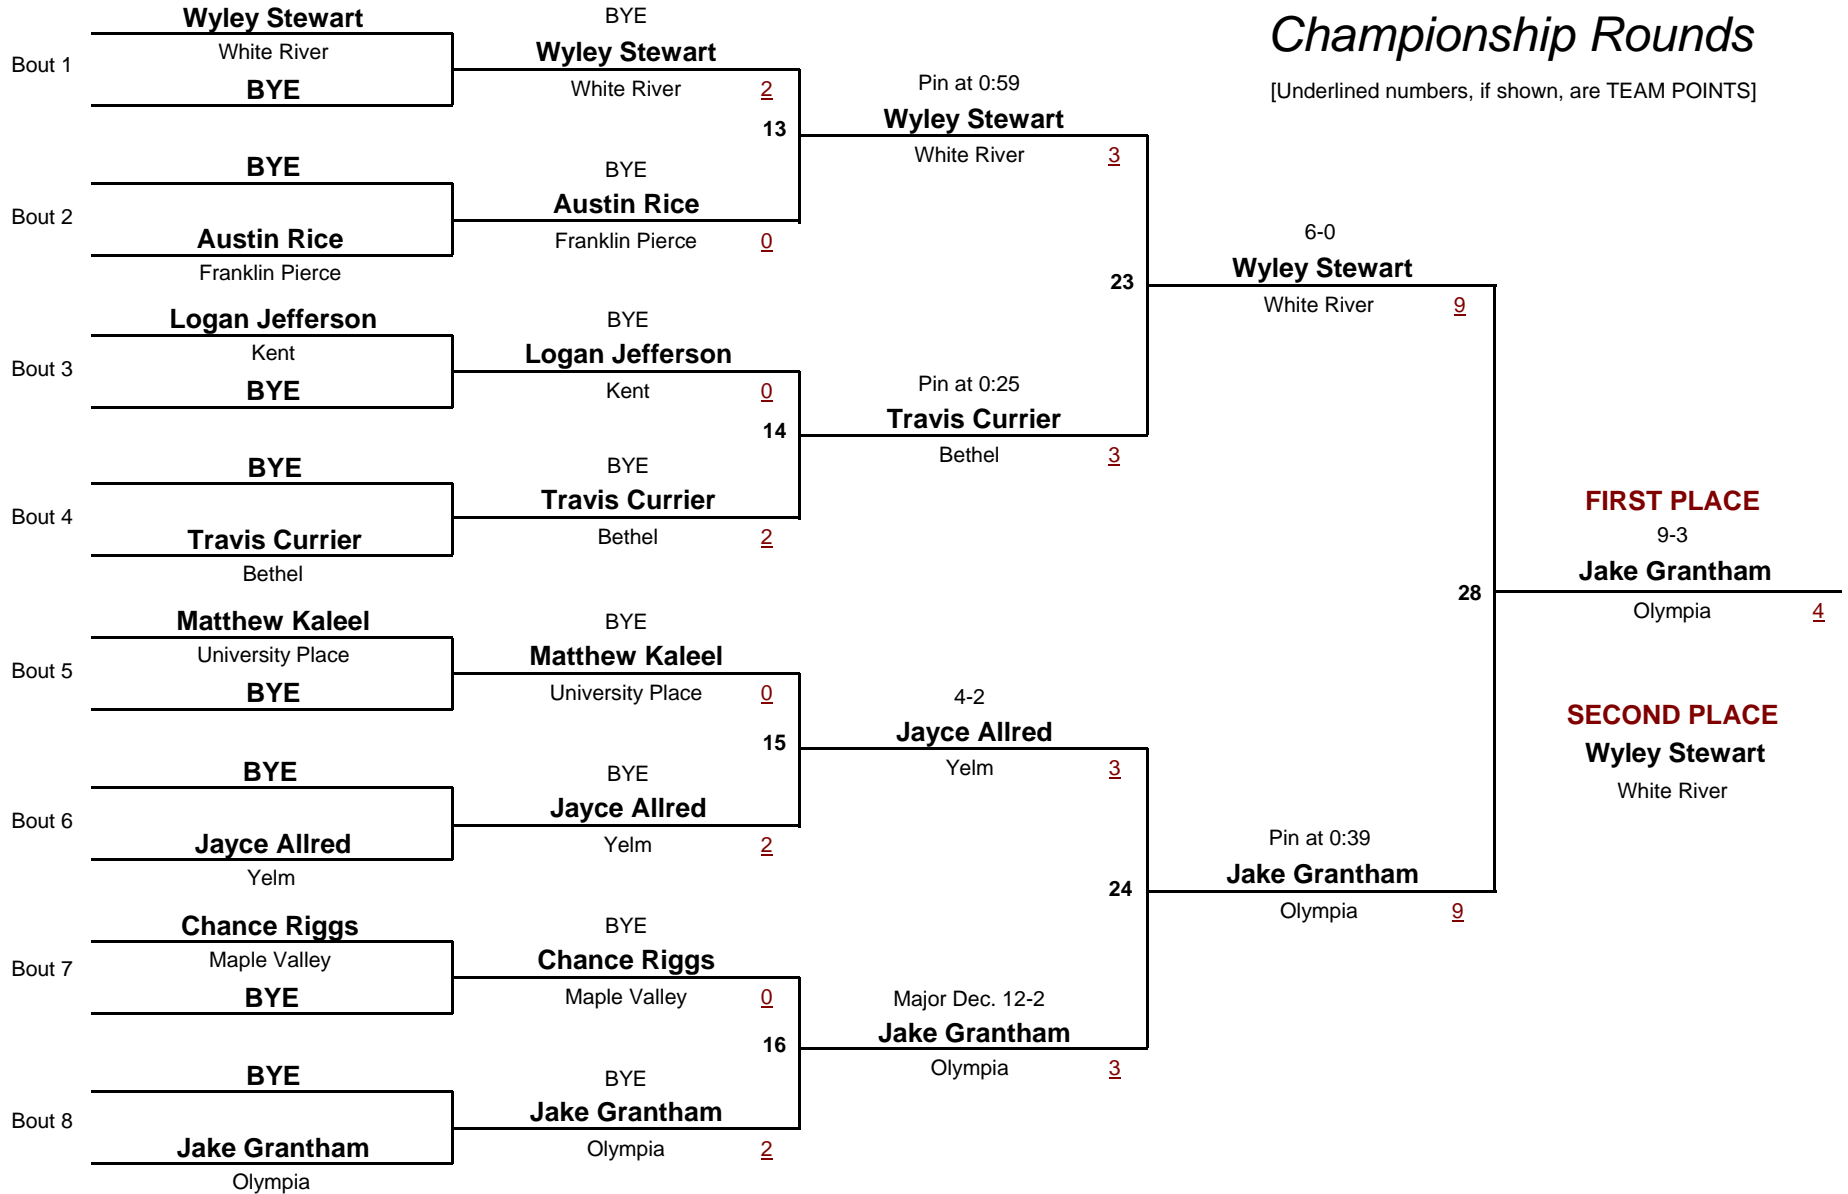 Championship Rounds
[Underlined numbers, if shown, are TEAM POINTS]
Bout 1
Wyley Stewart
White River
BYE
Bout 2
BYE
Austin Rice
Franklin Pierce
Bout 3
Logan Jefferson
Kent
BYE
Bout 4
BYE
Travis Currier
Bethel
Bout 5
Matthew Kaleel
University Place
BYE
Bout 6
BYE
Jayce Allred
Yelm
Bout 7
Chance Riggs
Maple Valley
BYE
Bout 8
BYE
Jake Grantham
Olympia
BYE
Wyley Stewart
White River 2
13
BYE
Austin Rice
Franklin Pierce 0
BYE
Logan Jefferson
Kent 0
14
BYE
Travis Currier
Bethel 2
BYE
Matthew Kaleel
University Place 0
15
BYE
Jayce Allred
Yelm 2
BYE
Chance Riggs
Maple Valley 0
16
BYE
Jake Grantham
Olympia 2
Pin at 0:59
Wyley Stewart
White River 3
23
Pin at 0:25
Travis Currier
Bethel 3
4-2
Jayce Allred
Yelm 3
24
Major Dec. 12-2
Jake Grantham
Olympia 3
6-0
Wyley Stewart
White River 9
28
Pin at 0:39
Jake Grantham
Olympia 9
FIRST PLACE
9-3
Jake Grantham
Olympia 4
SECOND PLACE
Wyley Stewart
White River